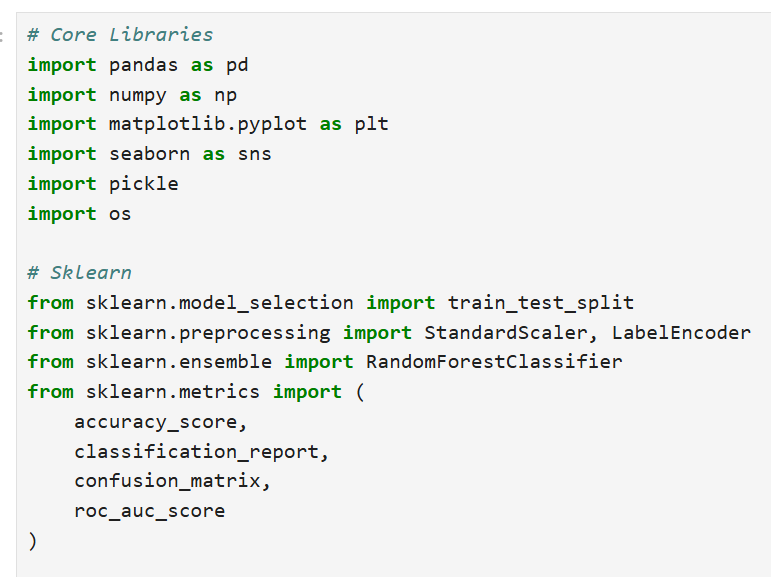 # Core Libraries
import pandas as pd
import numpy as np
import matplotlib.pyplot as plt
import seaborn as sns
import pickle
import os

# Sklearn
from sklearn.model_selection import train_test_split
from sklearn.preprocessing import StandardScaler, LabelEncoder
from sklearn.ensemble import RandomForestClassifier
from sklearn.metrics import (
    accuracy_score,
    classification_report,
    confusion_matrix,
    roc_auc_score
)